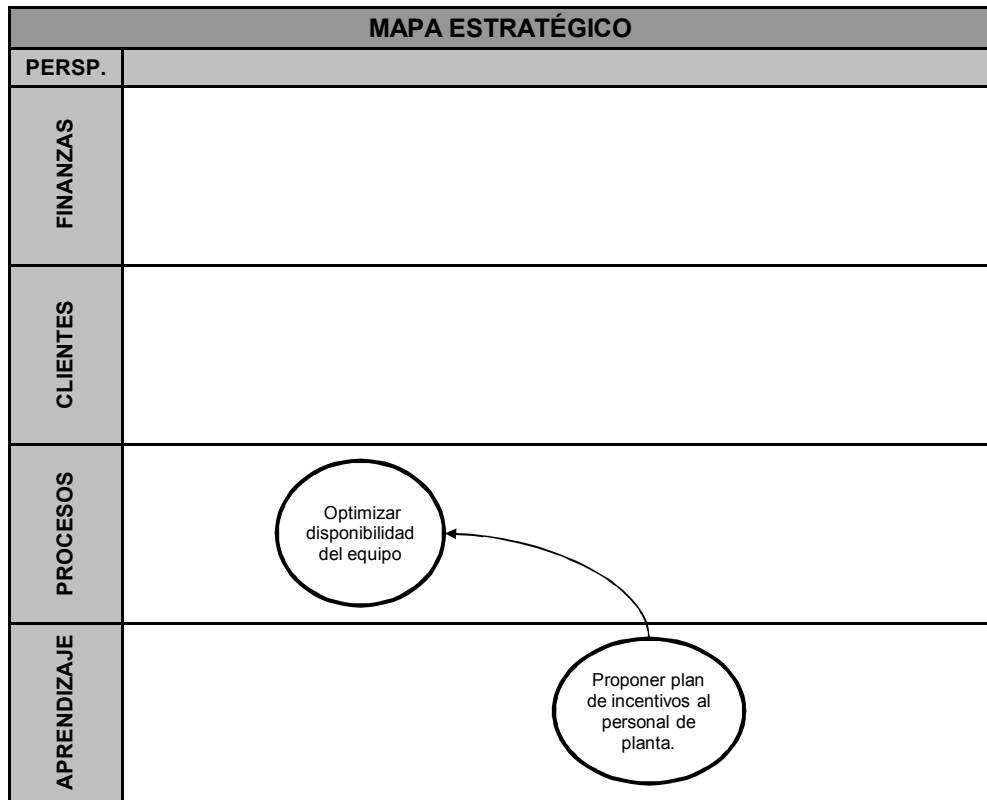 MAPA ESTRATÉGICO
PERSP.
FINANZAS
CLIENTES
PROCESOS
Optimizar
disponibilidad
del equipo
APRENDIZAJE
Proponer plan
de incentivos al
personal de
planta.